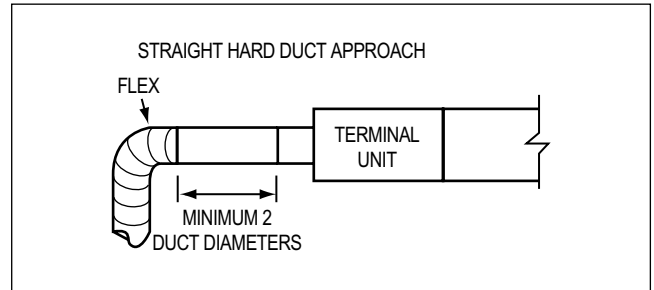 STRAIGHT HARD DUCT APPROACH
FLEX
TERMINAL
UNIT
MINIMUM 2
DUCT DIAMETERS